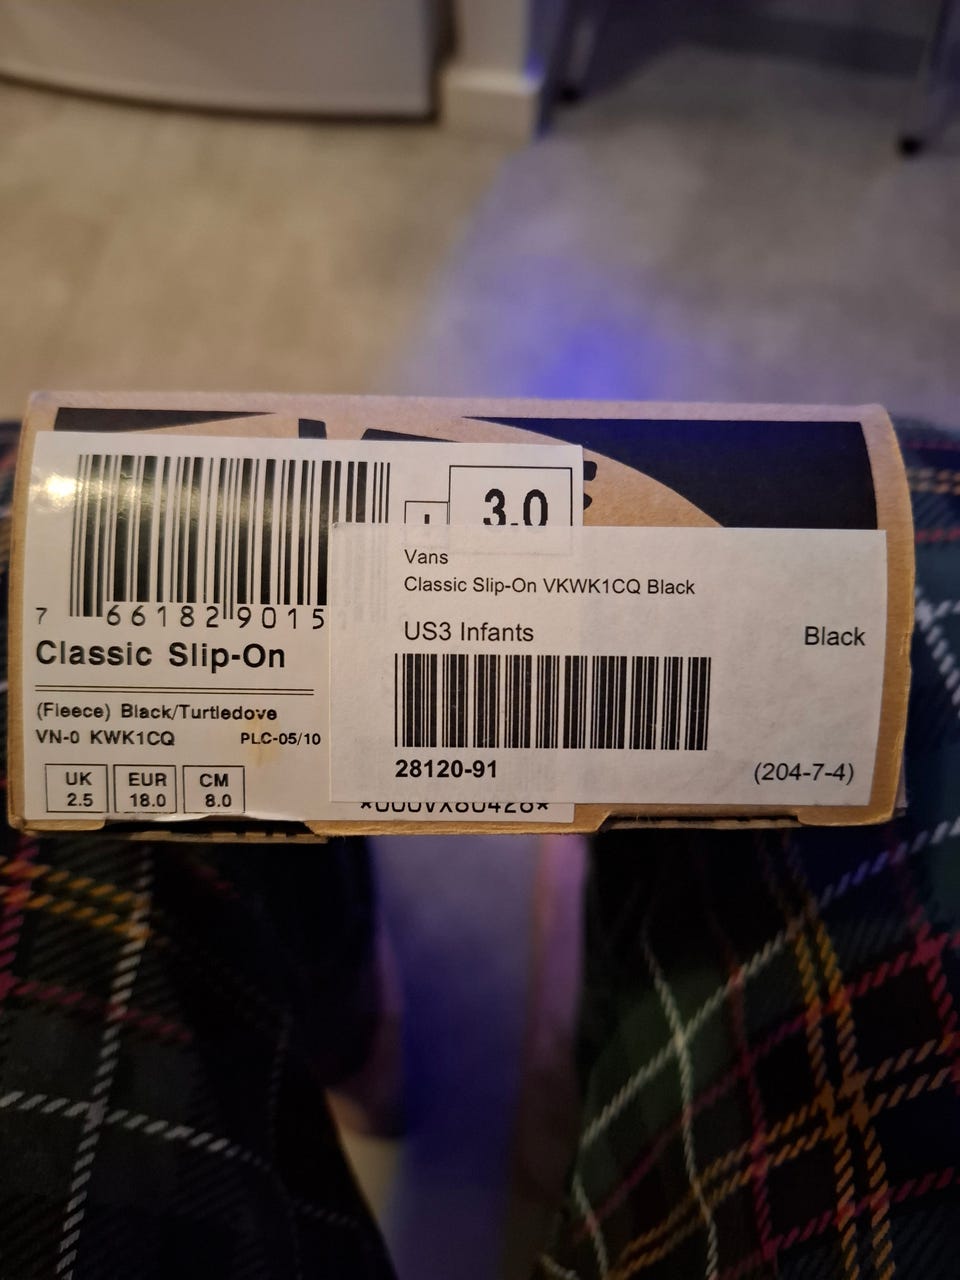 3.0
7 66182 9015
Classic Slip-On
(Fleece) Black/Turtledove
VN-0 KWK1CQ PLC-05/10
UK EUR CM
2.5 18.0 8.0
Vans
Classic Slip-On VKWK1CQ Black
US3 Infants Black
28120-91 (204-7-4)